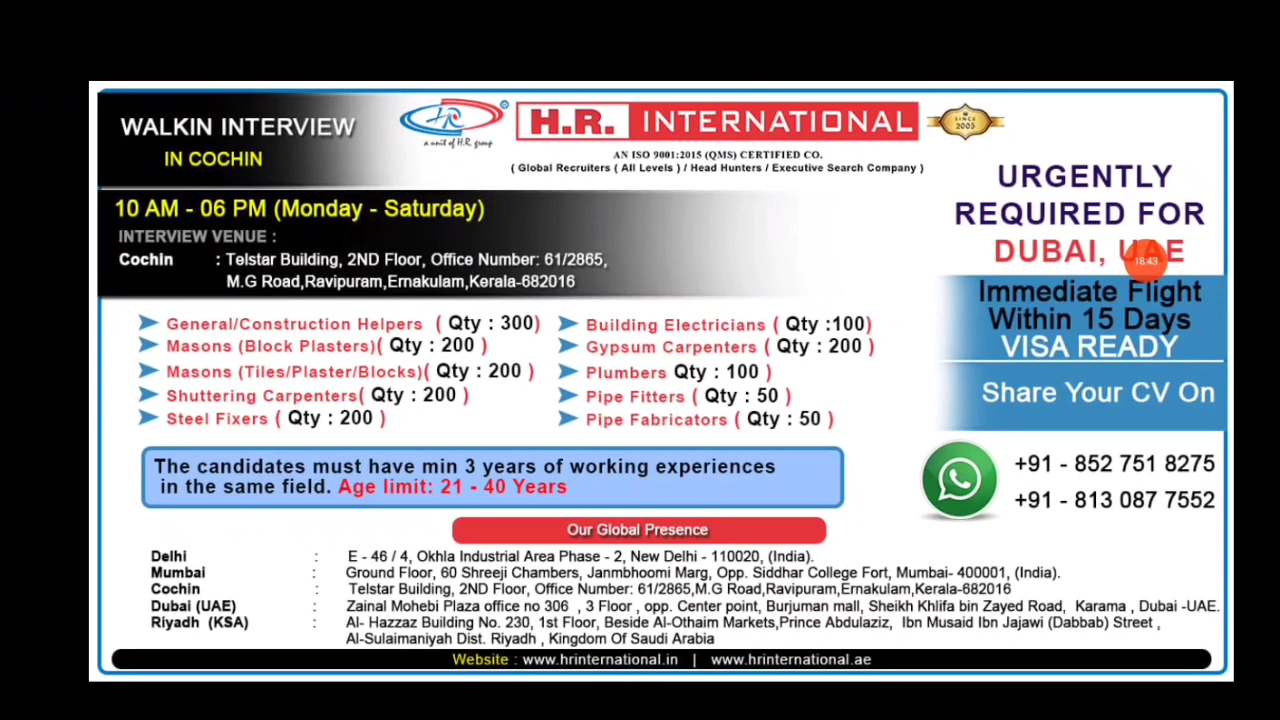 WALKIN INTERVIEW
IN COCHIN
HR
®
a unit of H.R. group
H.R. INTERNATIONAL
SINCE
2005
AN ISO 9001:2015 (QMS) CERTIFIED CO.
( Global Recruiters ( All Levels ) / Head Hunters / Executive Search Company )
10 AM - 06 PM (Monday - Saturday)
INTERVIEW VENUE :
Cochin : Telstar Building, 2ND Floor, Office Number: 61/2865,
M.G Road,Ravipuram,Ernakulam,Kerala-682016
URGENTLY
REQUIRED FOR
DUBAI, UAE
18:43
Immediate Flight
Within 15 Days
VISA READY
Share Your CV On
+91 - 852 751 8275
+91 - 813 087 7552
General/Construction Helpers ( Qty : 300)
Masons (Block Plasters)( Qty : 200 )
Masons (Tiles/Plaster/Blocks)( Qty : 200 )
Shuttering Carpenters( Qty : 200 )
Steel Fixers ( Qty : 200 )
Building Electricians ( Qty :100)
Gypsum Carpenters ( Qty : 200 )
Plumbers Qty : 100 )
Pipe Fitters ( Qty : 50 )
Pipe Fabricators ( Qty : 50 )
The candidates must have min 3 years of working experiences
in the same field. Age limit: 21 - 40 Years
Our Global Presence
Delhi : E - 46 / 4, Okhla Industrial Area Phase - 2, New Delhi - 110020, (India).
Mumbai : Ground Floor, 60 Shreeji Chambers, Janmbhoomi Marg, Opp. Siddhar College Fort, Mumbai- 400001, (India).
Cochin : Telstar Building, 2ND Floor, Office Number: 61/2865,M.G Road,Ravipuram,Ernakulam,Kerala-682016
Dubai (UAE) : Zainal Mohebi Plaza office no 306 , 3 Floor , opp. Center point, Burjuman mall, Sheikh Khlifa bin Zayed Road, Karama , Dubai -UAE.
Riyadh (KSA) : Al- Hazzaz Building No. 230, 1st Floor, Beside Al-Othaim Markets,Prince Abdulaziz, Ibn Musaid Ibn Jajawi (Dabbab) Street ,
Al-Sulaimaniyah Dist. Riyadh , Kingdom Of Saudi Arabia
Website : www.hrinternational.in | www.hrinternational.ae